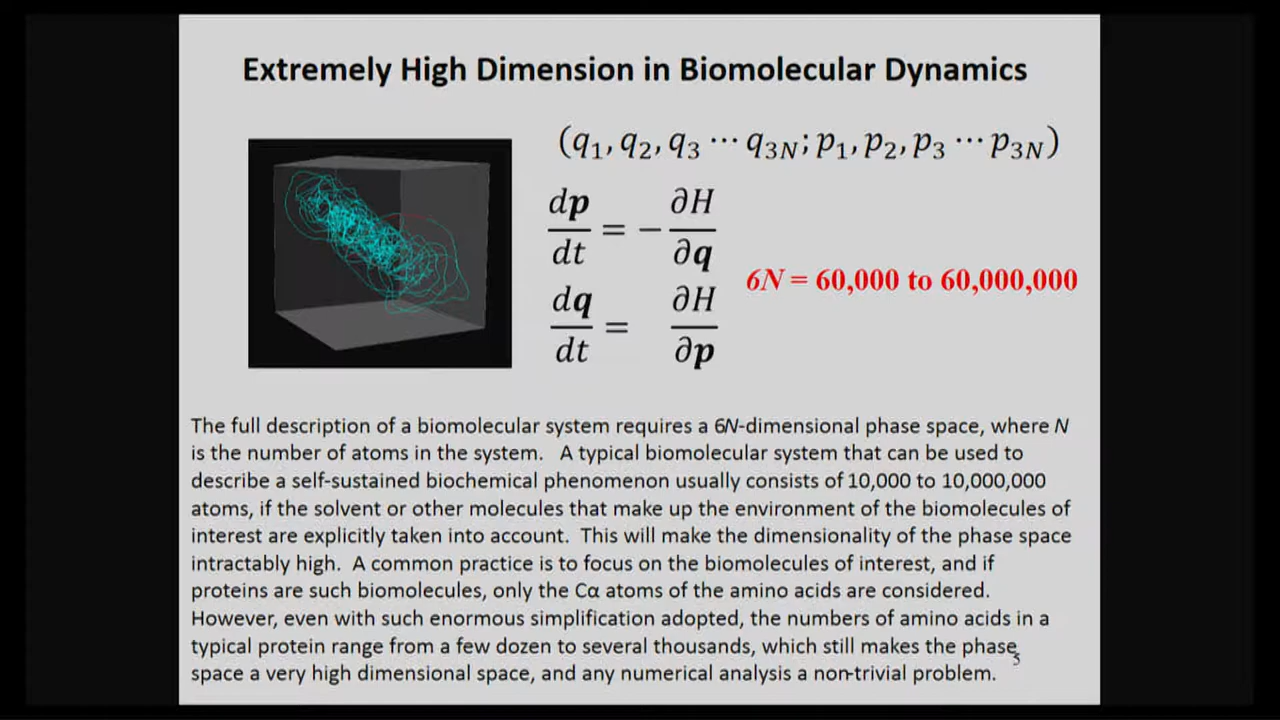 Extremely High Dimension in Biomolecular Dynamics
(q₁, q₂, q₃ ⋯ q₃N; p₁, p₂, p₃ ⋯ p₃N)
dp/dt = − ∂H/∂q
dq/dt = ∂H/∂p
6N = 60,000 to 60,000,000
The full description of a biomolecular system requires a 6N-dimensional phase space, where N
is the number of atoms in the system. A typical biomolecular system that can be used to
describe a self-sustained biochemical phenomenon usually consists of 10,000 to 10,000,000
atoms, if the solvent or other molecules that make up the environment of the biomolecules of
interest are explicitly taken into account. This will make the dimensionality of the phase space
intractably high. A common practice is to focus on the biomolecules of interest, and if
proteins are such biomolecules, only the Cα atoms of the amino acids are considered.
However, even with such enormous simplification adopted, the numbers of amino acids in a
typical protein range from a few dozen to several thousands, which still makes the phase
space a very high dimensional space, and any numerical analysis a non-trivial problem.
5